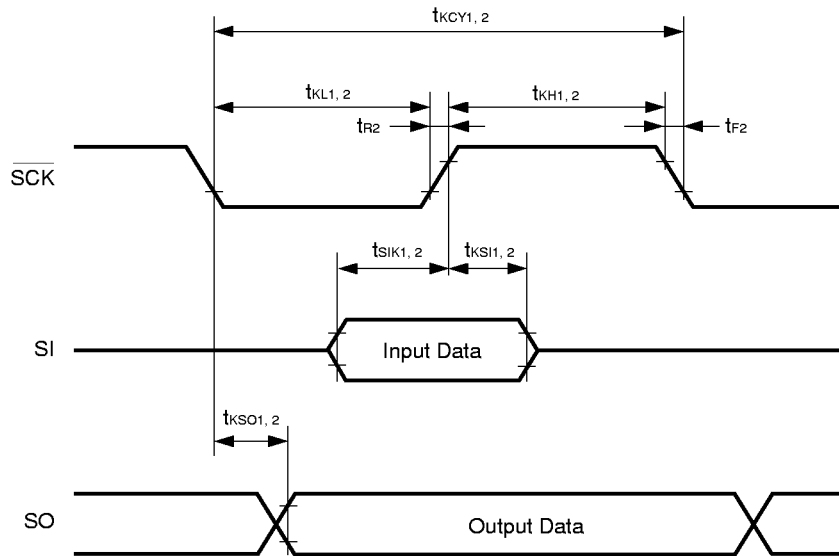 tKCY1, 2
tKL1, 2 tKH1, 2
tR2 tF2
SCK
tSIK1, 2 tKSI1, 2
SI Input Data
tKSO1, 2
SO Output Data